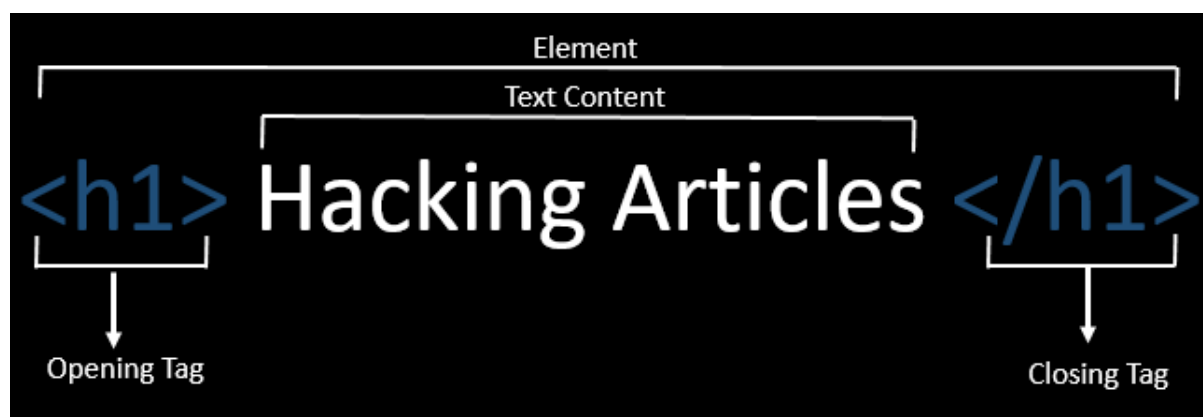 Element
Text Content
<h1> Hacking Articles </h1>
Opening Tag
Closing Tag